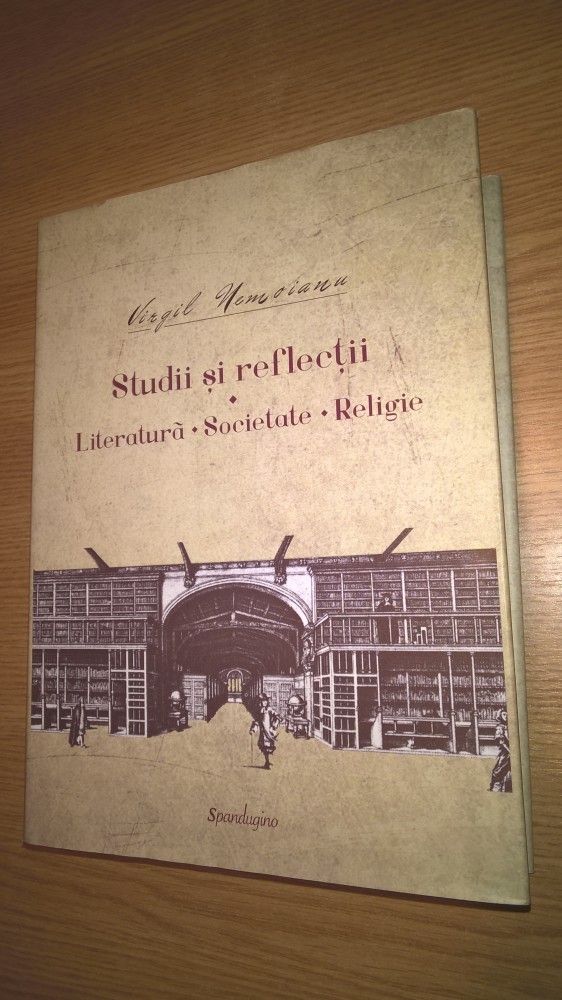 Virgil Nemoianu
Studii și reflecții
Literatură • Societate • Religie
Spandugino